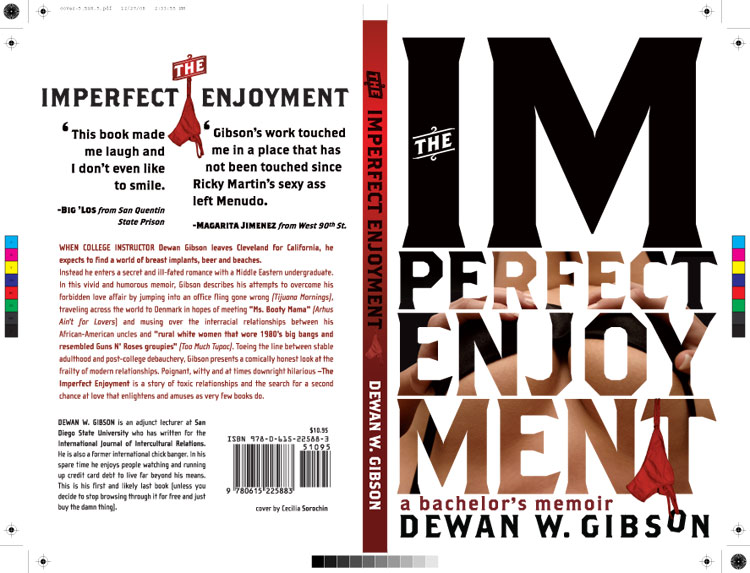 THE
IMPERFECT ENJOYMENT
‘This book made
me laugh and
I don't even like
to smile.
-BIG 'LOS from San Quentin
State Prison
‘Gibson's work touched
me in a place that has
not been touched since
Ricky Martin's sexy ass
left Menudo.
-MAGARITA JIMENEZ from West 90th St.
WHEN COLLEGE INSTRUCTOR Dewan Gibson leaves Cleveland for California, he
expects to find a world of breast implants, beer and beaches.
Instead he enters a secret and ill-fated romance with a Middle Eastern undergraduate.
In this vivid and humorous memoir, Gibson describes his attempts to overcome his
forbidden love affair by jumping into an office fling gone wrong (Tijuana Mornings),
traveling across the world to Denmark in hopes of meeting "Ms. Booty Mama" (Arhus
Ain't for Lovers) and musing over the interracial relationships between his
African-American uncles and "rural white women that wore 1980's big bangs and
resembled Guns N' Roses groupies" (Too Much Tupac). Toeing the line between stable
adulthood and post-college debauchery, Gibson presents a comically honest look at the
frailty of modern relationships. Poignant, witty and at times downright hilarious –The
Imperfect Enjoyment is a story of toxic relationships and the search for a second
chance at love that enlightens and amuses as very few books do.
DEWAN W. GIBSON is an adjunct lecturer at San
Diego State University who has written for the
International Journal of Intercultural Relations.
He is also a former international chick banger. In his
spare time he enjoys people watching and running
up credit card debt to live far beyond his means.
This is his first and likely last book (unless you
decide to stop browsing through it for free and just
buy the damn thing).
$10.95
ISBN 978-0-615-22588-3
51095
9 780615 225883
cover by Cecilia Sorochin
THE IMPERFECT ENJOYMENT
DEWAN W. GIBSON
THE
IM
PERFECT
ENJOY
MENT
a bachelor's memoir
DEWAN W. GIBSON